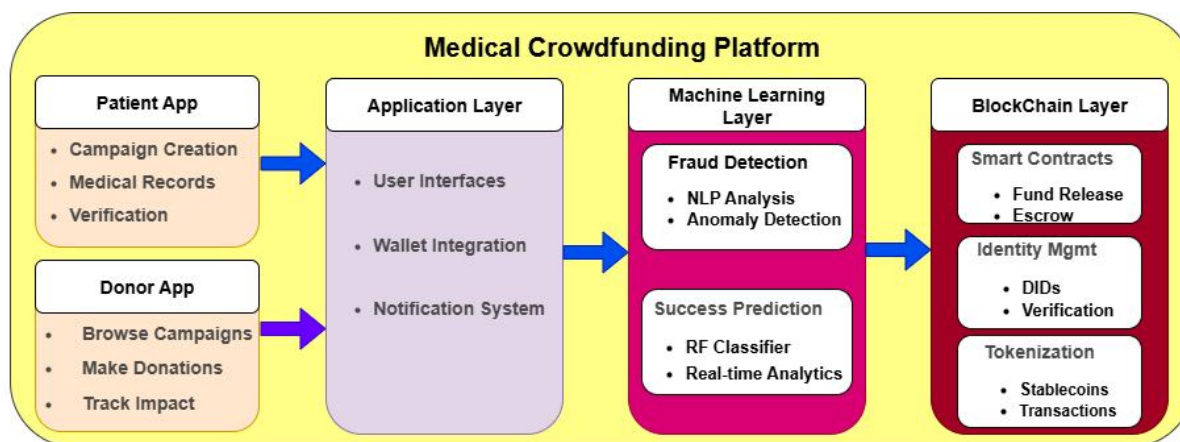 Medical Crowdfunding Platform
Patient App
• Campaign Creation
• Medical Records
• Verification
Donor App
• Browse Campaigns
• Make Donations
• Track Impact
Application Layer
• User Interfaces
• Wallet Integration
• Notification System
Machine Learning
Layer
Fraud Detection
• NLP Analysis
• Anomaly Detection
Success Prediction
• RF Classifier
• Real-time Analytics
BlockChain Layer
Smart Contracts
• Fund Release
• Escrow
Identity Mgmt
• DIDs
• Verification
Tokenization
• Stablecoins
• Transactions